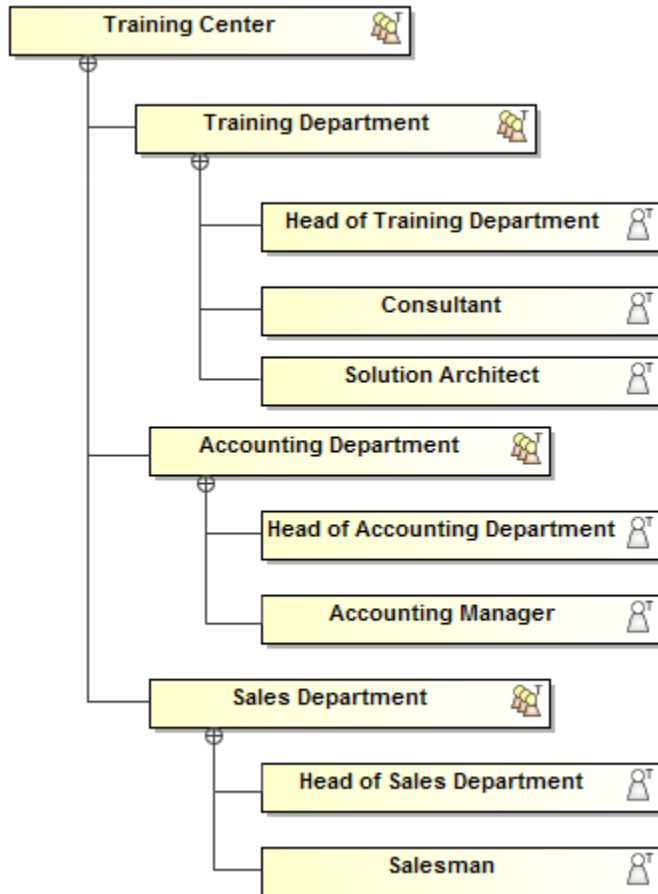 Training Center
Training Department
Head of Training Department
Consultant
Solution Architect
Accounting Department
Head of Accounting Department
Accounting Manager
Sales Department
Head of Sales Department
Salesman